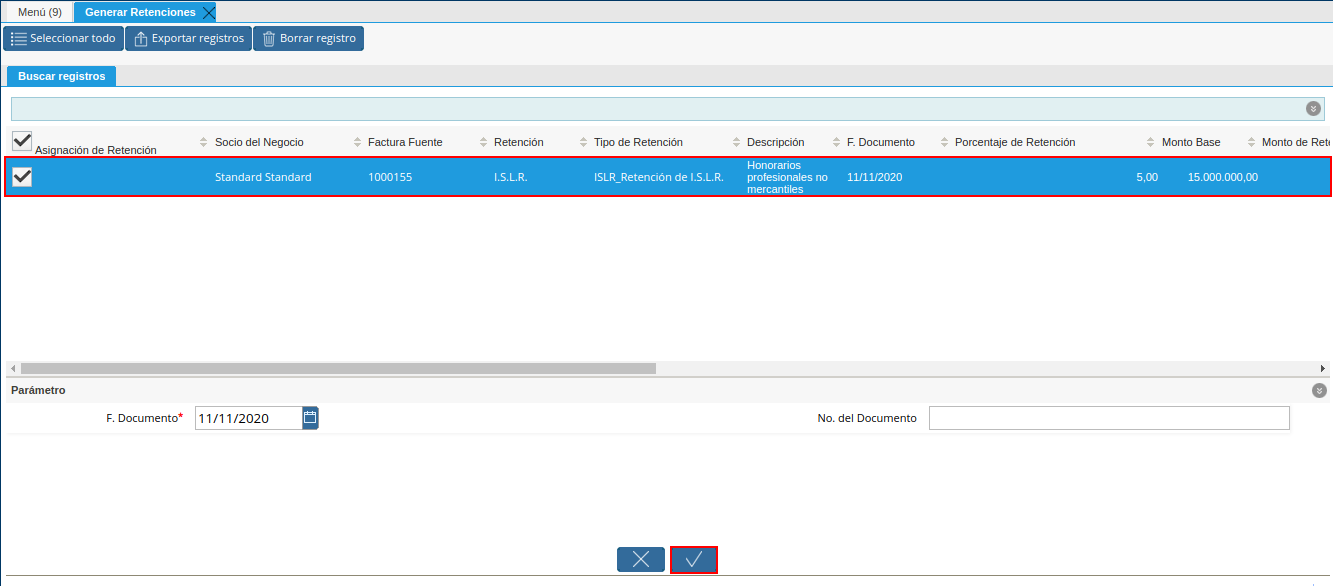 Menú (9) Generar Retenciones
Seleccionar todo Exportar registros Borrar registro
Buscar registros
Asignación de Retención Socio del Negocio Factura Fuente Retención Tipo de Retención Descripción F. Documento Porcentaje de Retención Monto Base Monto de Rete
Standard Standard 1000155 I.S.L.R. ISLR_Retención de I.S.L.R. Honorarios profesionales no mercantiles 11/11/2020 5,00 15.000.000,00
Parámetro
F. Documento* 11/11/2020 No. del Documento